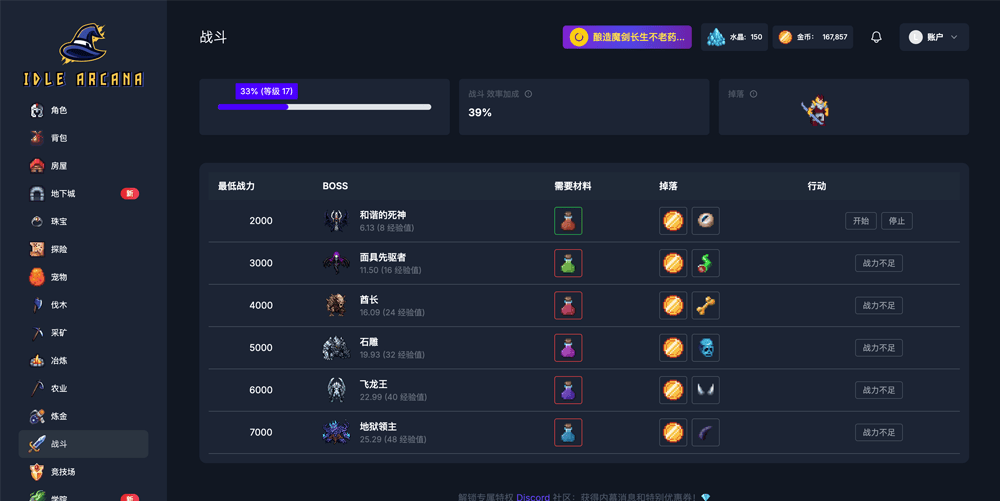 IDLE ARCANA
角色
背包
房屋
地下城 新
珠宝
探险
宠物
伐木
采矿
冶炼
农业
炼金
战斗
竞技场
学院 新
战斗
酿造魔剑长生不老药...
水晶: 150
金币: 167,857
账户
33% (等级 17)
战斗 效率加成
39%
掉落
最低战力 BOSS 需要材料 掉落 行动
2000 和谐的死神 开始 停止
6.13 (8 经验值)
3000 面具先驱者 战力不足
11.50 (16 经验值)
4000 酋长 战力不足
16.09 (24 经验值)
5000 石雕 战力不足
19.93 (32 经验值)
6000 飞龙王 战力不足
22.99 (40 经验值)
7000 地狱领主 战力不足
25.29 (48 经验值)
解锁专属特权 Discord 社区：获得内幕消息和特别优惠券！